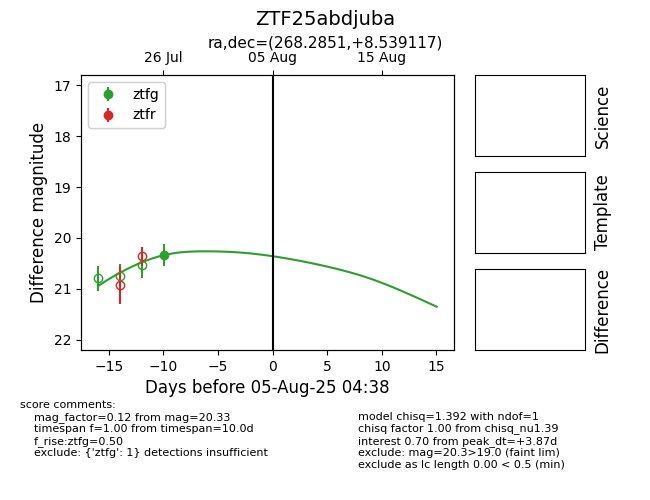 ZTF25abdjuba
ra,dec=(268.2851,+8.539117)
26 Jul 05 Aug 15 Aug
ztfg
ztfr
17
18
19
20
21
22
Difference magnitude
−15 −10 −5 0 5 10 15
Days before 05-Aug-25 04:38
Science
Template
Difference
score comments:
mag_factor=0.12 from mag=20.33
timespan f=1.00 from timespan=10.0d
f_rise:ztfg=0.50
exclude: {'ztfg': 1} detections insufficient
model chisq=1.392 with ndof=1
chisq factor 1.00 from chisq_nu1.39
interest 0.70 from peak_dt=+3.87d
exclude: mag=20.3>19.0 (faint lim)
exclude as lc length 0.00 < 0.5 (min)